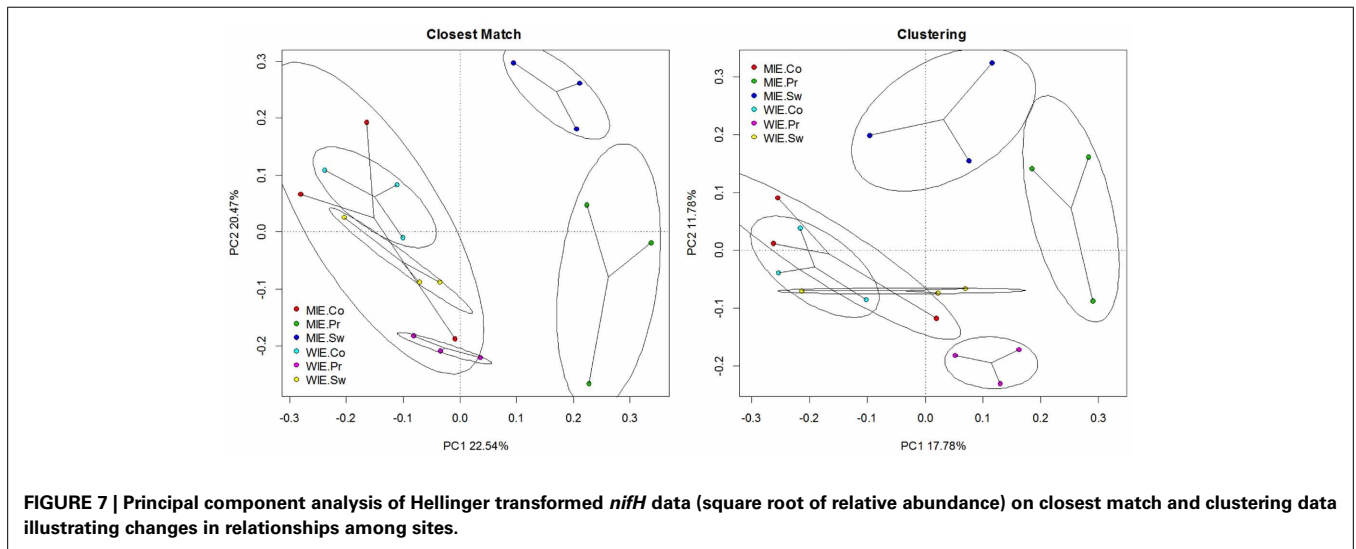 Closest Match
PC2 20.47%
0.3
0.2
0.1
0.0
-0.1
-0.2
MIE.Co
MIE.Pr
MIE.Sw
WIE.Co
WIE.Pr
WIE.Sw
-0.3 -0.2 -0.1 0.0 0.1 0.2 0.3
PC1 22.54%
Clustering
PC2 11.78%
0.3
0.2
0.1
0.0
-0.1
-0.2
MIE.Co
MIE.Pr
MIE.Sw
WIE.Co
WIE.Pr
WIE.Sw
-0.3 -0.2 -0.1 0.0 0.1 0.2 0.3
PC1 17.78%
FIGURE 7 | Principal component analysis of Hellinger transformed nifH data (square root of relative abundance) on closest match and clustering data
illustrating changes in relationships among sites.